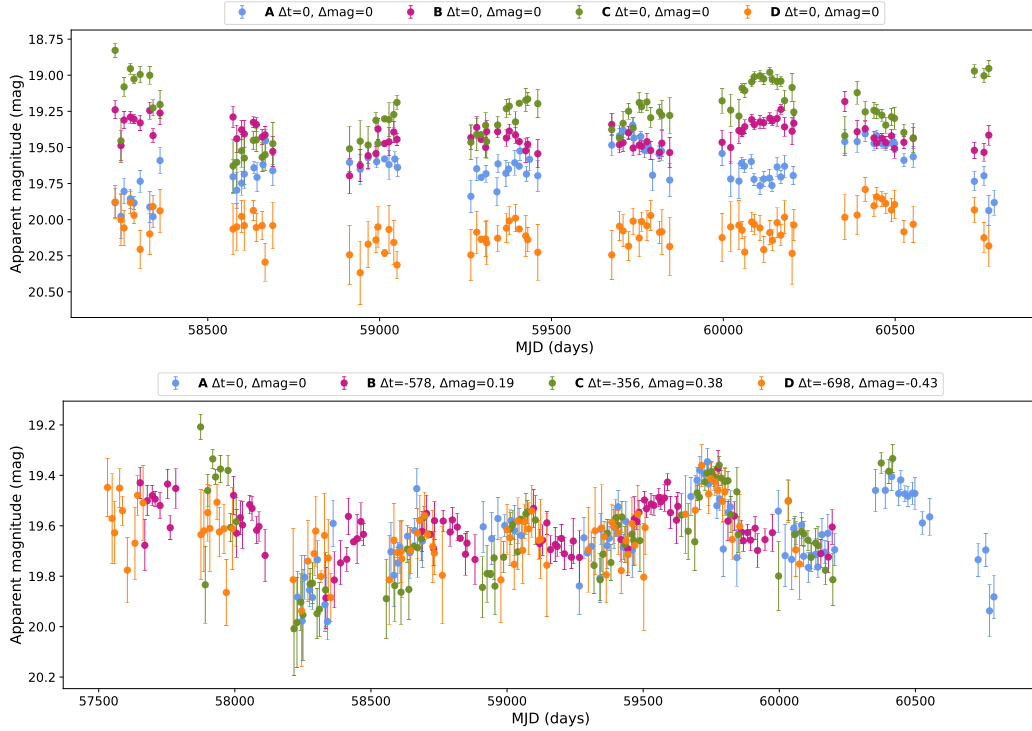 A Δt=0, Δmag=0 B Δt=0, Δmag=0 C Δt=0, Δmag=0 D Δt=0, Δmag=0
Apparent magnitude (mag)
18.75
19.00
19.25
19.50
19.75
20.00
20.25
20.50
58500 59000 59500 60000 60500
MJD (days)
A Δt=0, Δmag=0 B Δt=-578, Δmag=0.19 C Δt=-356, Δmag=0.38 D Δt=-698, Δmag=-0.43
Apparent magnitude (mag)
19.2
19.4
19.6
19.8
20.0
20.2
57500 58000 58500 59000 59500 60000 60500
MJD (days)